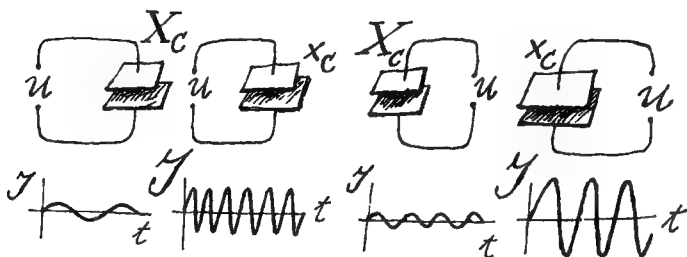 X_C x_C X_C x_C
u u u u
𝒥 t 𝒥 t 𝒥 t 𝒥 t